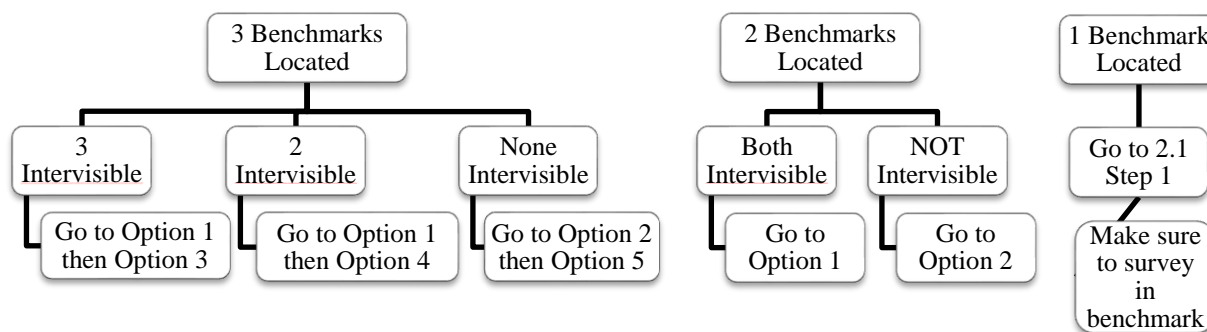 3 Benchmarks
Located
3
Intervisible
Go to Option 1
then Option 3
2
Intervisible
Go to Option 1
then Option 4
None
Intervisible
Go to Option 2
then Option 5
2 Benchmarks
Located
Both
Intervisible
Go to
Option 1
NOT
Intervisible
Go to
Option 2
1 Benchmark
Located
Go to 2.1
Step 1
Make sure
to survey
in
benchmark